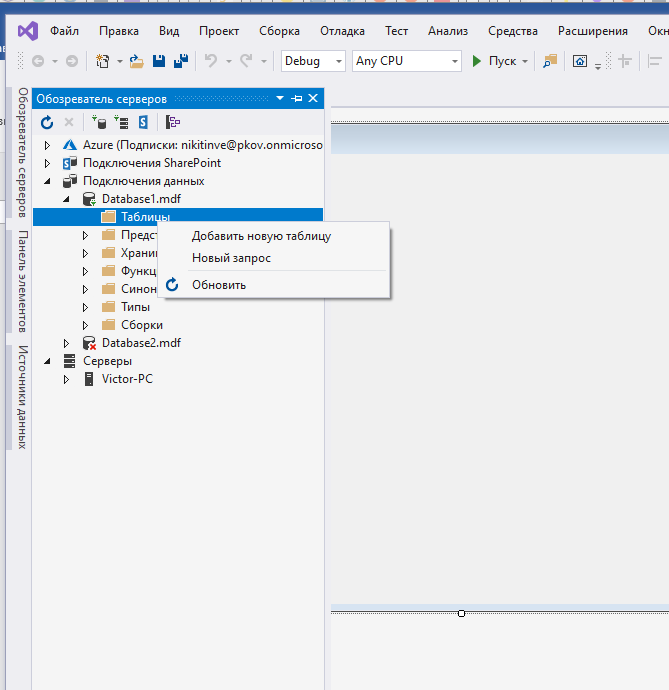 Файл Правка Вид Проект Сборка Отладка Тест Анализ Средства Расширения Окн
Debug Any CPU Пуск
Обозреватель серверов
Панель элементов
Источники данных
Обозреватель серверов
Azure (Подписки: nikitinve@pkov.onmicroso
Подключения SharePoint
Подключения данных
Database1.mdf
Таблицы
Предст
Храни
Функц
Синон
Типы
Сборки
Database2.mdf
Серверы
Victor-PC
Добавить новую таблицу
Новый запрос
Обновить